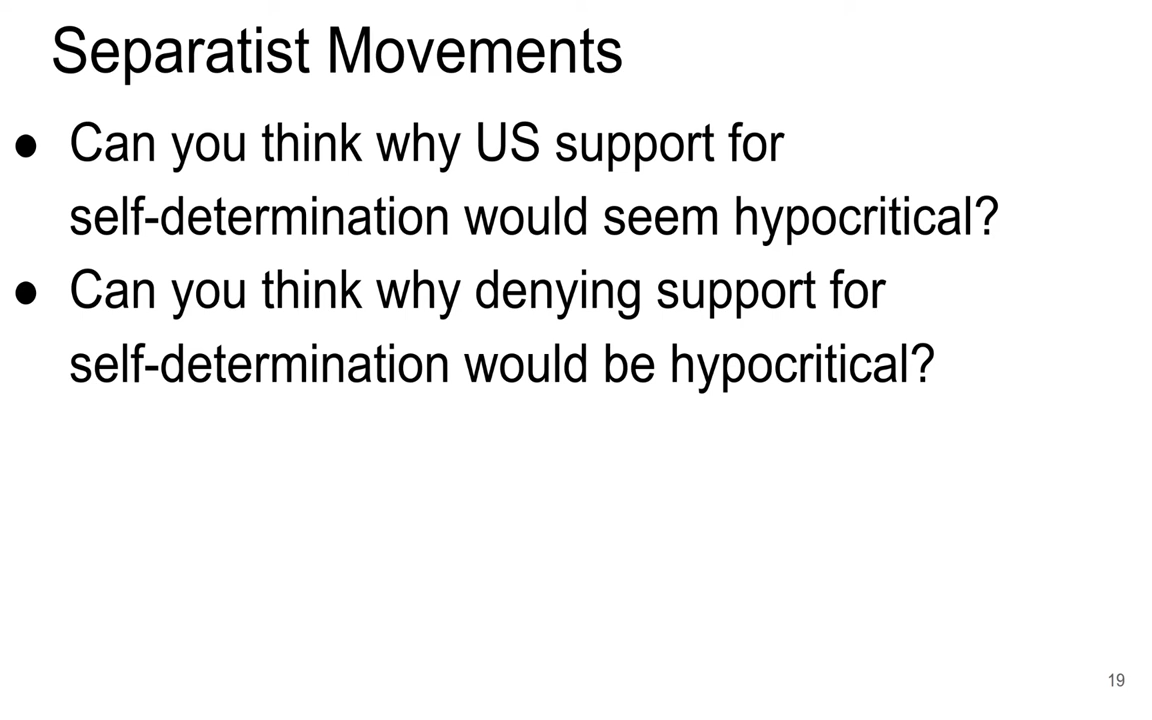 Separatist Movements
● Can you think why US support for
self-determination would seem hypocritical?
● Can you think why denying support for
self-determination would be hypocritical?
19